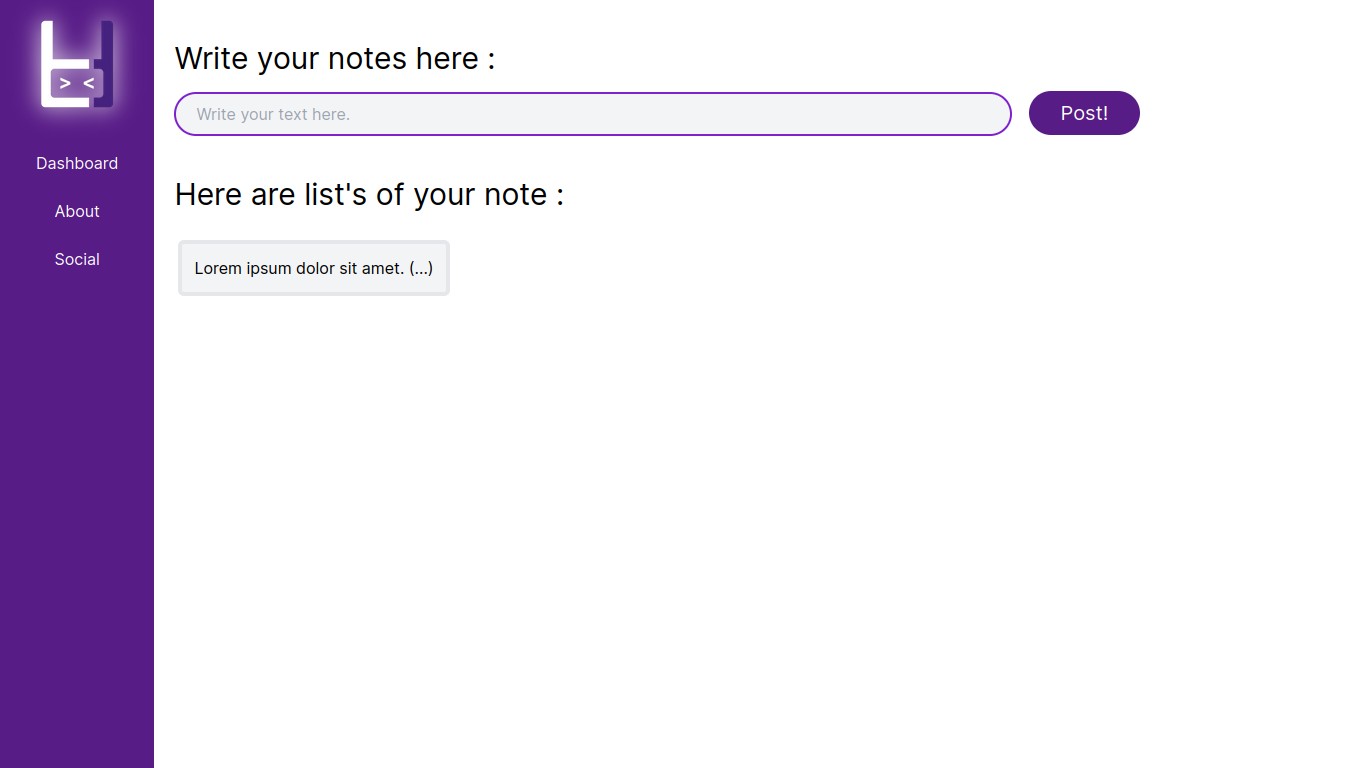 > <
Dashboard
About
Social
Write your notes here :
Write your text here.
Post!
Here are list's of your note :
Lorem ipsum dolor sit amet. (...)